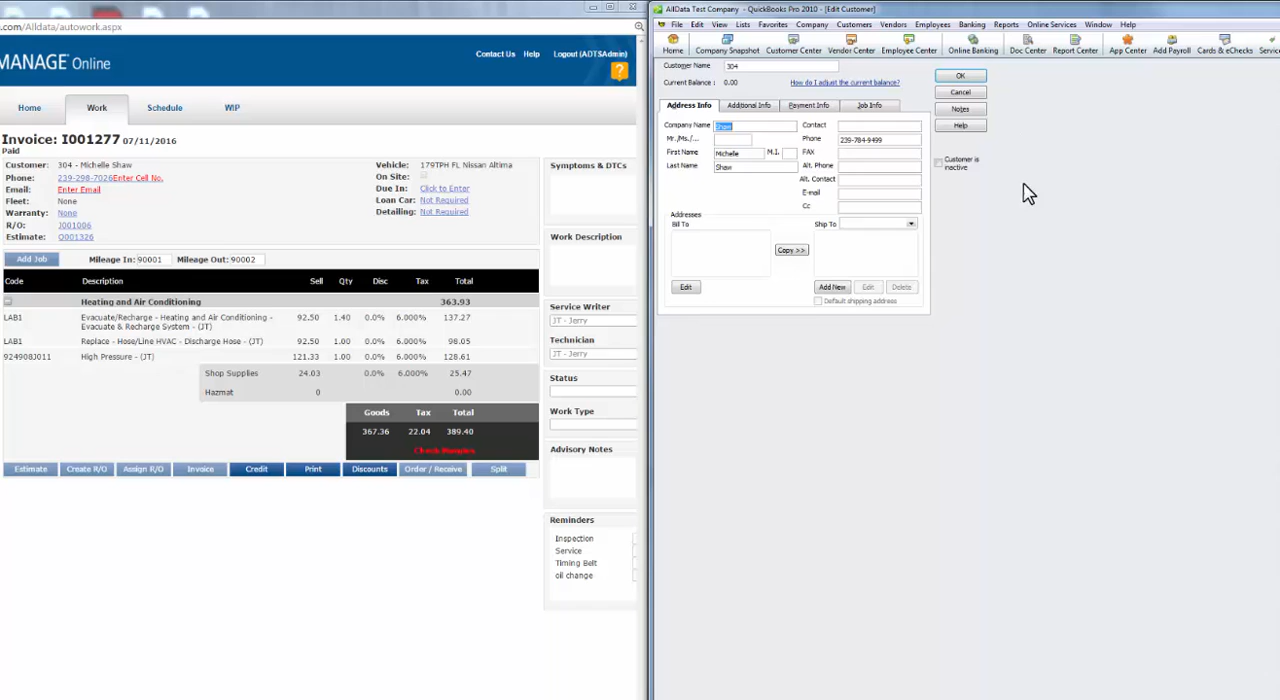 com/Alldata/autowork.aspx
MANAGE Online
Contact Us Help Logout (ADTSAdmin)
?
Home Work Schedule WIP
Invoice: I001277 07/11/2016
Paid
Customer: 304 - Michelle Shaw
Phone: 239-298-7026Enter Cell No.
Email: Enter Email
Fleet: None
Warranty: None
R/O: J001006
Estimate: Q001326
Vehicle: 179TPH FL Nissan Altima
On Site:
Due In: Click to Enter
Loan Car: Not Required
Detailing: Not Required
Add Job Mileage In: 90001 Mileage Out: 90002
Code Description Sell Qty Disc Tax Total
Heating and Air Conditioning 363.93
LAB1 Evacuate/Recharge - Heating and Air Conditioning - 92.50 1.40 0.0% 6.000% 137.27
Evacuate & Recharge System - (JT)
LAB1 Replace - Hose/Line HVAC - Discharge Hose - (JT) 92.50 1.00 0.0% 6.000% 98.05
924908J011 High Pressure - (JT) 121.33 1.00 0.0% 6.000% 128.61
Shop Supplies 24.03 0.0% 6.000% 25.47
Hazmat 0 0.00
Goods Tax Total
367.36 22.04 389.40
Estimate Create R/O Assign R/O Invoice Credit Print Discounts Order / Receive Split
Symptoms & DTCs
Work Description
Service Writer
JT - Jerry
Technician
JT - Jerry
Status
Work Type
Advisory Notes
Reminders
Inspection
Service
Timing Belt
oil change
AllData Test Company - QuickBooks Pro 2010 - [Edit Customer]
File Edit View Lists Favorites Company Customers Vendors Employees Banking Reports Online Services Window Help
Home Company Snapshot Customer Center Vendor Center Employee Center Online Banking Doc Center Report Center App Center Add Payroll Cards & eChecks Servic
Customer Name 304
Current Balance : 0.00 How do I adjust the current balance?
Address Info Additional Info Payment Info Job Info
Company Name Shaw
Mr./Ms./...
First Name Michelle M.I.
Last Name Shaw
Contact
Phone 239-784-9499
FAX
Alt. Phone
Alt. Contact
E-mail
Cc
Addresses
Bill To
Copy >>
Ship To
Edit
Add New Edit Delete
Default shipping address
OK
Cancel
Notes
Help
Customer is
inactive